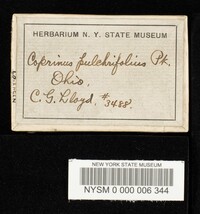 HERBARIUM N. Y. STATE MUSEUM
Coprinus pulchrifolius Pk.
Ohio,
C. G. Lloyd, #3488.
NEW YORK STATE MUSEUM
NYSM 0 000 006 344